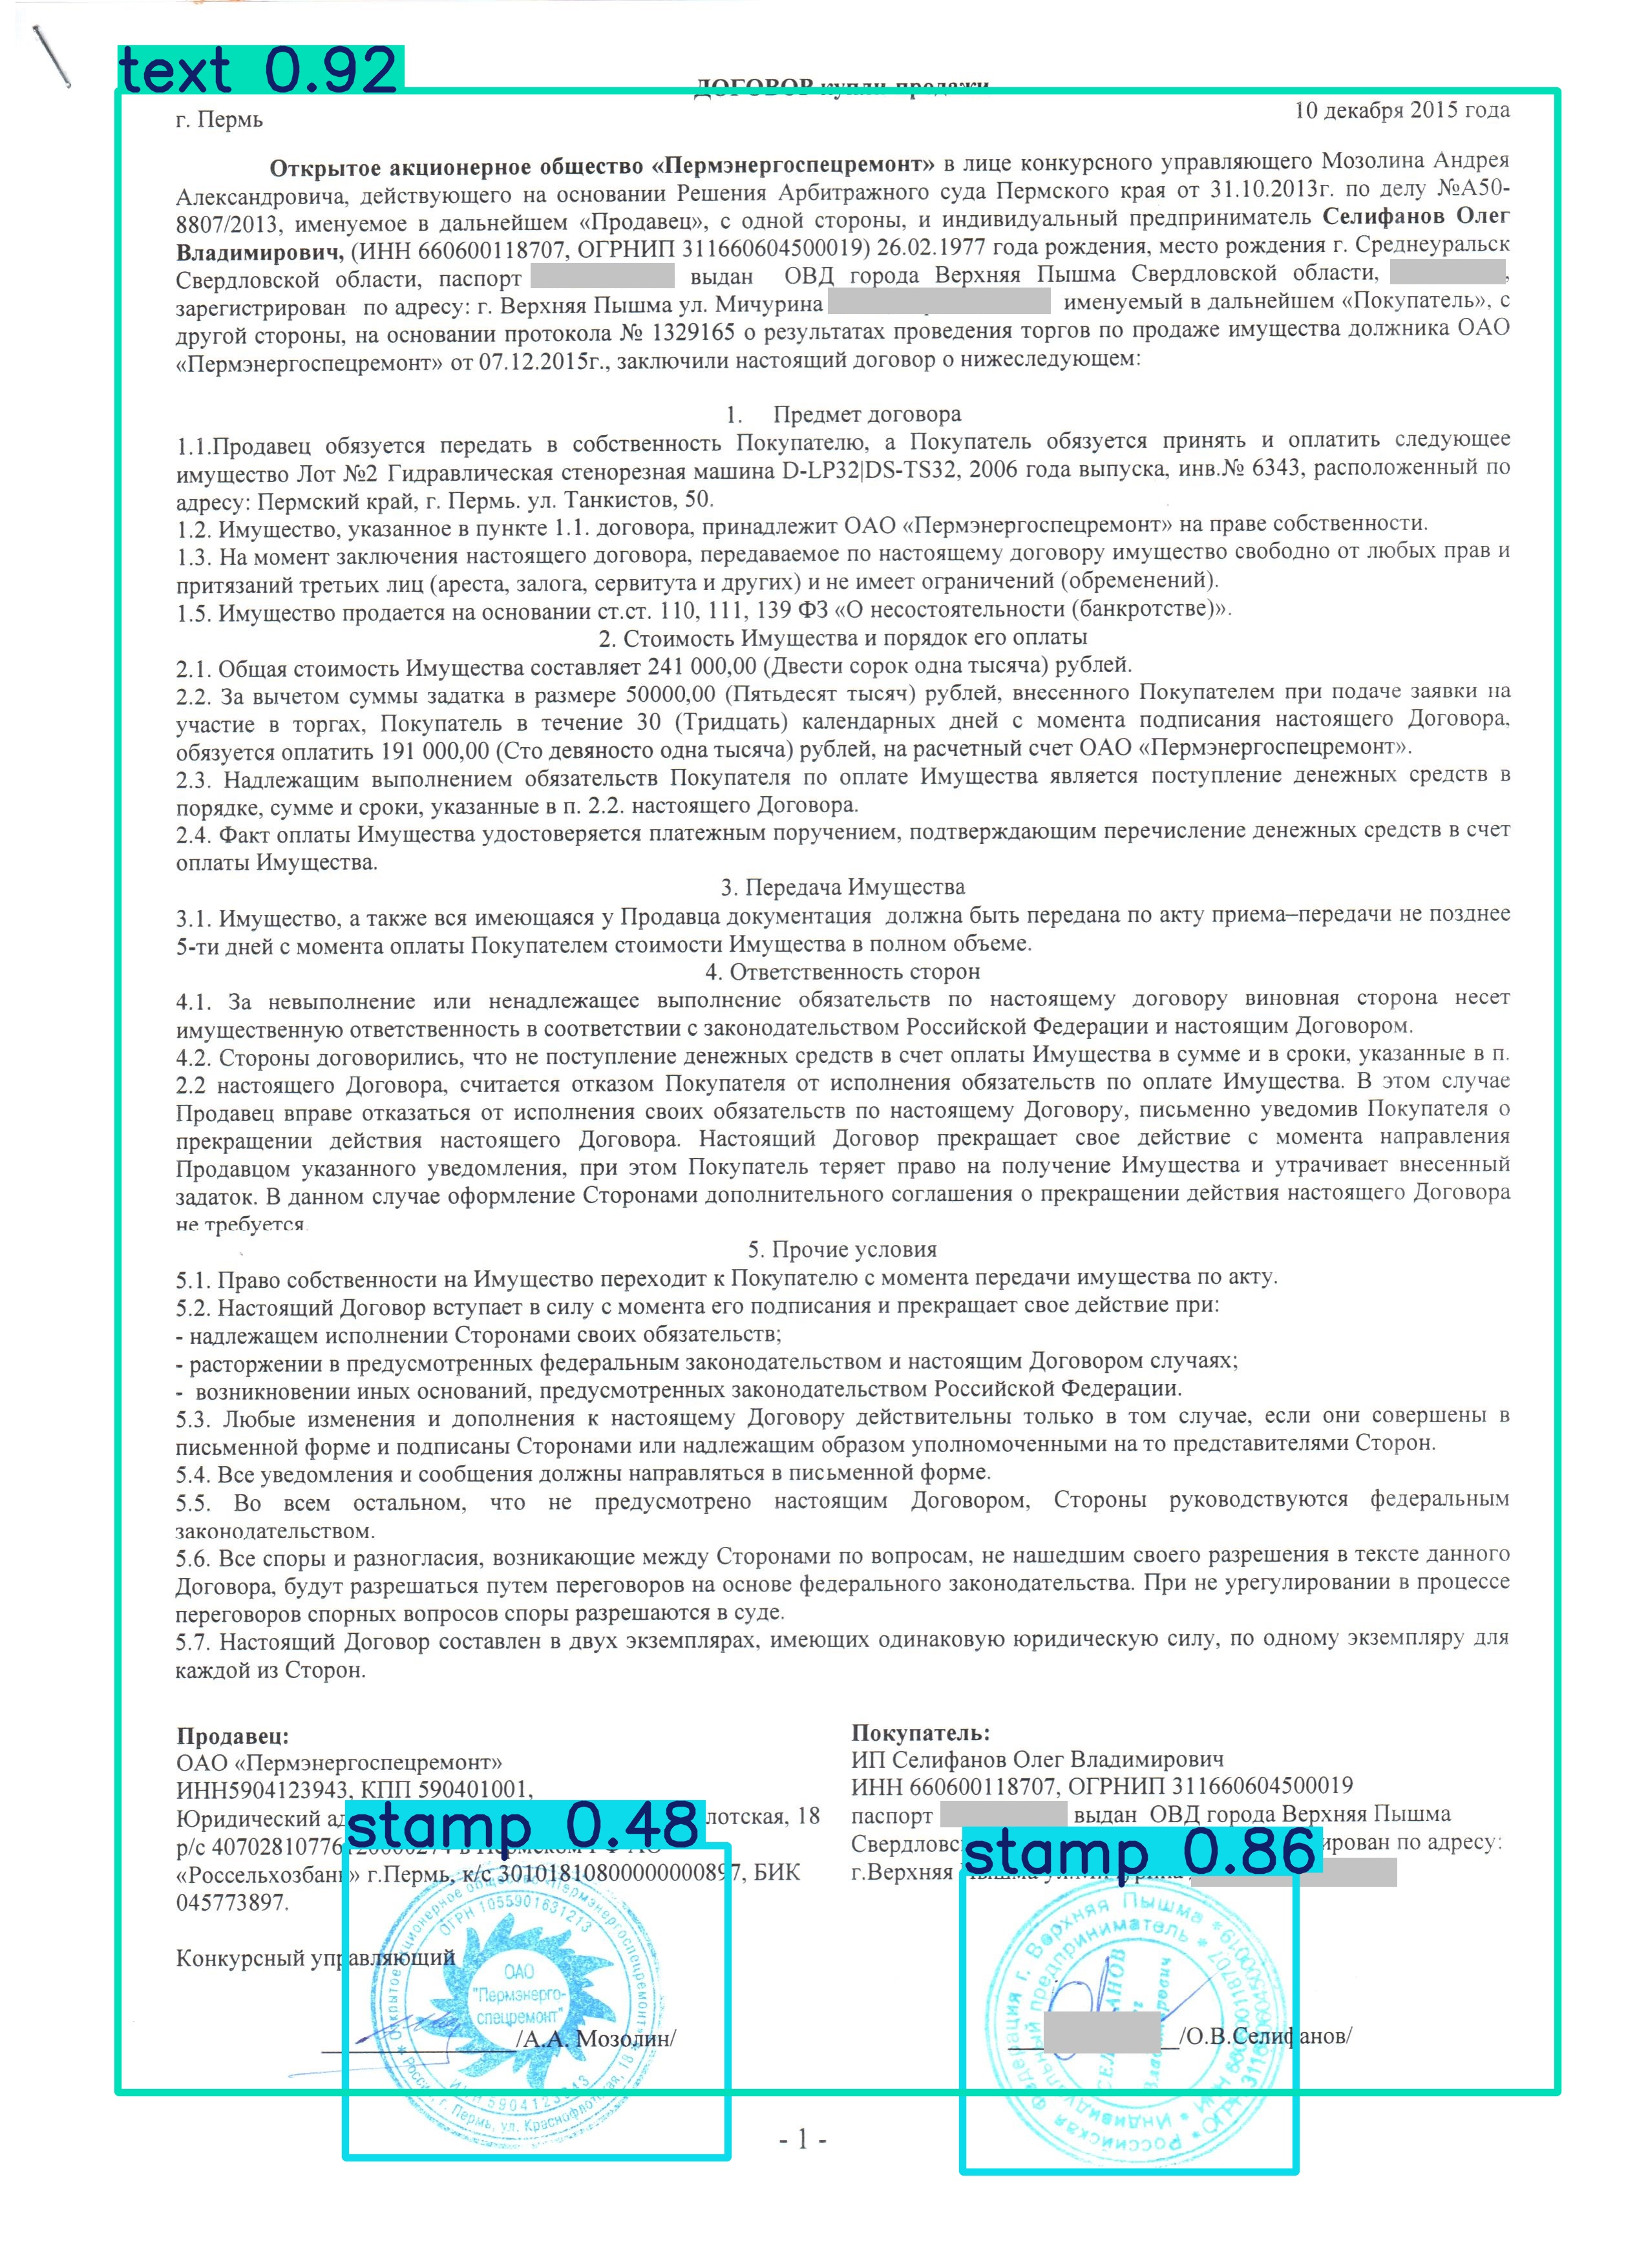 text 0.92
ДОГОВОР купли-продажи
г. Пермь
10 декабря 2015 года
Открытое акционерное общество «Пермэнергоспецремонт» в лице конкурсного управляющего Мозолина Андрея
Александровича, действующего на основании Решения Арбитражного суда Пермского края от 31.10.2013г. по делу №А50-
8807/2013, именуемое в дальнейшем «Продавец», с одной стороны, и индивидуальный предприниматель Селифанов Олег
Владимирович, (ИНН 660600118707, ОГРНИП 311660604500019) 26.02.1977 года рождения, место рождения г. Среднеуральск
Свердловской области, паспорт выдан ОВД города Верхняя Пышма Свердловской области, ,
зарегистрирован по адресу: г. Верхняя Пышма ул. Мичурина именуемый в дальнейшем «Покупатель», с
другой стороны, на основании протокола № 1329165 о результатах проведения торгов по продаже имущества должника ОАО
«Пермэнергоспецремонт» от 07.12.2015г., заключили настоящий договор о нижеследующем:
1. Предмет договора
1.1.Продавец обязуется передать в собственность Покупателю, а Покупатель обязуется принять и оплатить следующее
имущество Лот №2 Гидравлическая стенорезная машина D-LP32|DS-TS32, 2006 года выпуска, инв.№ 6343, расположенный по
адресу: Пермский край, г. Пермь. ул. Танкистов, 50.
1.2. Имущество, указанное в пункте 1.1. договора, принадлежит ОАО «Пермэнергоспецремонт» на праве собственности.
1.3. На момент заключения настоящего договора, передаваемое по настоящему договору имущество свободно от любых прав и
притязаний третьих лиц (ареста, залога, сервитута и других) и не имеет ограничений (обременений).
1.5. Имущество продается на основании ст.ст. 110, 111, 139 ФЗ «О несостоятельности (банкротстве)».
2. Стоимость Имущества и порядок его оплаты
2.1. Общая стоимость Имущества составляет 241 000,00 (Двести сорок одна тысяча) рублей.
2.2. За вычетом суммы задатка в размере 50000,00 (Пятьдесят тысяч) рублей, внесенного Покупателем при подаче заявки на
участие в торгах, Покупатель в течение 30 (Тридцать) календарных дней с момента подписания настоящего Договора,
обязуется оплатить 191 000,00 (Сто девяносто одна тысяча) рублей, на расчетный счет ОАО «Пермэнергоспецремонт».
2.3. Надлежащим выполнением обязательств Покупателя по оплате Имущества является поступление денежных средств в
порядке, сумме и сроки, указанные в п. 2.2. настоящего Договора.
2.4. Факт оплаты Имущества удостоверяется платежным поручением, подтверждающим перечисление денежных средств в счет
оплаты Имущества.
3. Передача Имущества
3.1. Имущество, а также вся имеющаяся у Продавца документация должна быть передана по акту приема–передачи не позднее
5-ти дней с момента оплаты Покупателем стоимости Имущества в полном объеме.
4. Ответственность сторон
4.1. За невыполнение или ненадлежащее выполнение обязательств по настоящему договору виновная сторона несет
имущественную ответственность в соответствии с законодательством Российской Федерации и настоящим Договором.
4.2. Стороны договорились, что не поступление денежных средств в счет оплаты Имущества в сумме и в сроки, указанные в п.
2.2 настоящего Договора, считается отказом Покупателя от исполнения обязательств по оплате Имущества. В этом случае
Продавец вправе отказаться от исполнения своих обязательств по настоящему Договору, письменно уведомив Покупателя о
прекращении действия настоящего Договора. Настоящий Договор прекращает свое действие с момента направления
Продавцом указанного уведомления, при этом Покупатель теряет право на получение Имущества и утрачивает внесенный
задаток. В данном случае оформление Сторонами дополнительного соглашения о прекращении действия настоящего Договора
не требуется.
5. Прочие условия
5.1. Право собственности на Имущество переходит к Покупателю с момента передачи имущества по акту.
5.2. Настоящий Договор вступает в силу с момента его подписания и прекращает свое действие при:
- надлежащем исполнении Сторонами своих обязательств;
- расторжении в предусмотренных федеральным законодательством и настоящим Договором случаях;
- возникновении иных оснований, предусмотренных законодательством Российской Федерации.
5.3. Любые изменения и дополнения к настоящему Договору действительны только в том случае, если они совершены в
письменной форме и подписаны Сторонами или надлежащим образом уполномоченными на то представителями Сторон.
5.4. Все уведомления и сообщения должны направляться в письменной форме.
5.5. Во всем остальном, что не предусмотрено настоящим Договором, Стороны руководствуются федеральным
законодательством.
5.6. Все споры и разногласия, возникающие между Сторонами по вопросам, не нашедшим своего разрешения в тексте данного
Договора, будут разрешаться путем переговоров на основе федерального законодательства. При не урегулировании в процессе
переговоров спорных вопросов споры разрешаются в суде.
5.7. Настоящий Договор составлен в двух экземплярах, имеющих одинаковую юридическую силу, по одному экземпляру для
каждой из Сторон.
Продавец:
ОАО «Пермэнергоспецремонт»
ИНН5904123943, КПП 590401001,
Юридический 18
р/с
«Россельхозбанк» г.Пермь, к/с 30101810800000000897, БИК
045773897.
Конкурсный управляющий
/А.А. Мозолин/
stamp 0.48
Открытое акционерное общество «Пермэнергоспецремонт»
ОГРН 1055901631213
ОАО
"Пермэнерго-
спецремонт"
ИНН 5904123943
Россия, г. Пермь, ул. Краснофлотская, 18
Покупатель:
ИП Селифанов Олег Владимирович
ИНН 660600118707, ОГРНИП 311660604500019
паспорт выдан ОВД города Верхняя Пышма
по адресу:
г.Верхняя
/О.В.Селифанов/
stamp 0.86
Российская Федерация г. Верхняя Пышма
Индивидуальный предприниматель
- 1 -